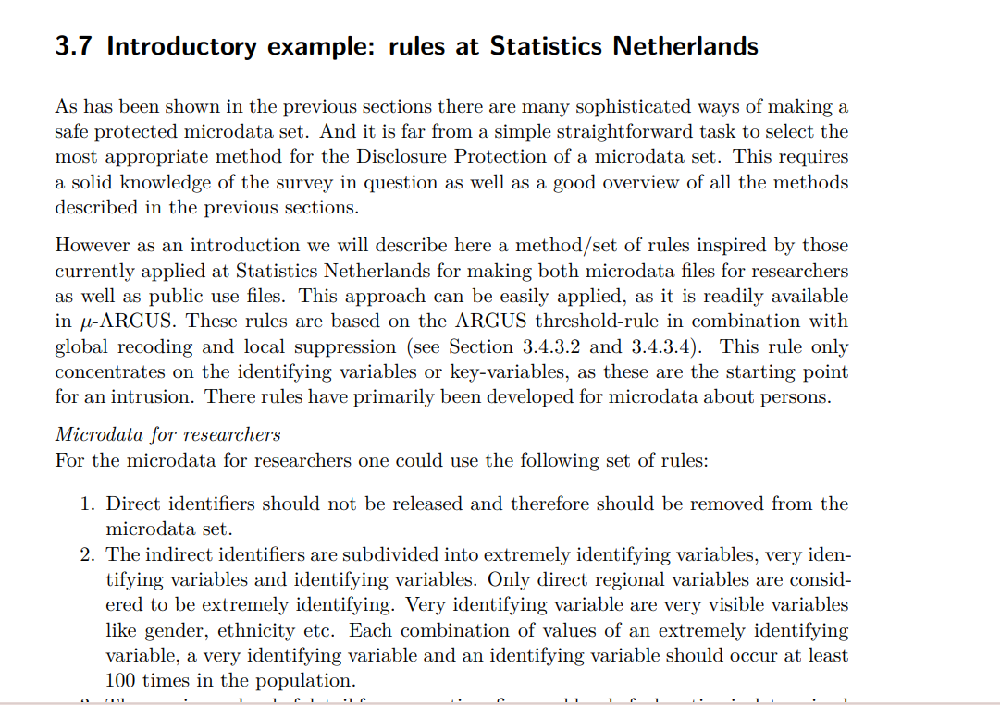 3.7 Introductory example: rules at Statistics Netherlands
As has been shown in the previous sections there are many sophisticated ways of making a
safe protected microdata set. And it is far from a simple straightforward task to select the
most appropriate method for the Disclosure Protection of a microdata set. This requires
a solid knowledge of the survey in question as well as a good overview of all the methods
described in the previous sections.
However as an introduction we will describe here a method/set of rules inspired by those
currently applied at Statistics Netherlands for making both microdata files for researchers
as well as public use files. This approach can be easily applied, as it is readily available
in μ-ARGUS. These rules are based on the ARGUS threshold-rule in combination with
global recoding and local suppression (see Section 3.4.3.2 and 3.4.3.4). This rule only
concentrates on the identifying variables or key-variables, as these are the starting point
for an intrusion. There rules have primarily been developed for microdata about persons.
Microdata for researchers
For the microdata for researchers one could use the following set of rules:
1. Direct identifiers should not be released and therefore should be removed from the
microdata set.
2. The indirect identifiers are subdivided into extremely identifying variables, very iden-
tifying variables and identifying variables. Only direct regional variables are consid-
ered to be extremely identifying. Very identifying variable are very visible variables
like gender, ethnicity etc. Each combination of values of an extremely identifying
variable, a very identifying variable and an identifying variable should occur at least
100 times in the population.